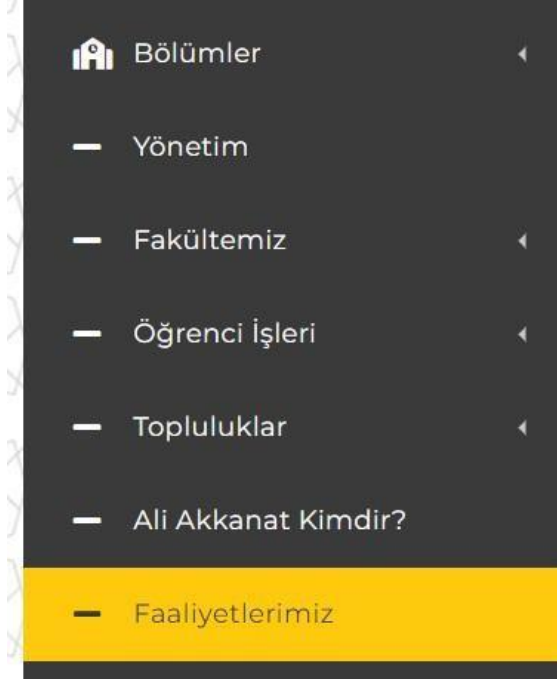 Bölümler
Yönetim
Fakültemiz
Öğrenci İşleri
Topluluklar
Ali Akkanat Kimdir?
Faaliyetlerimiz